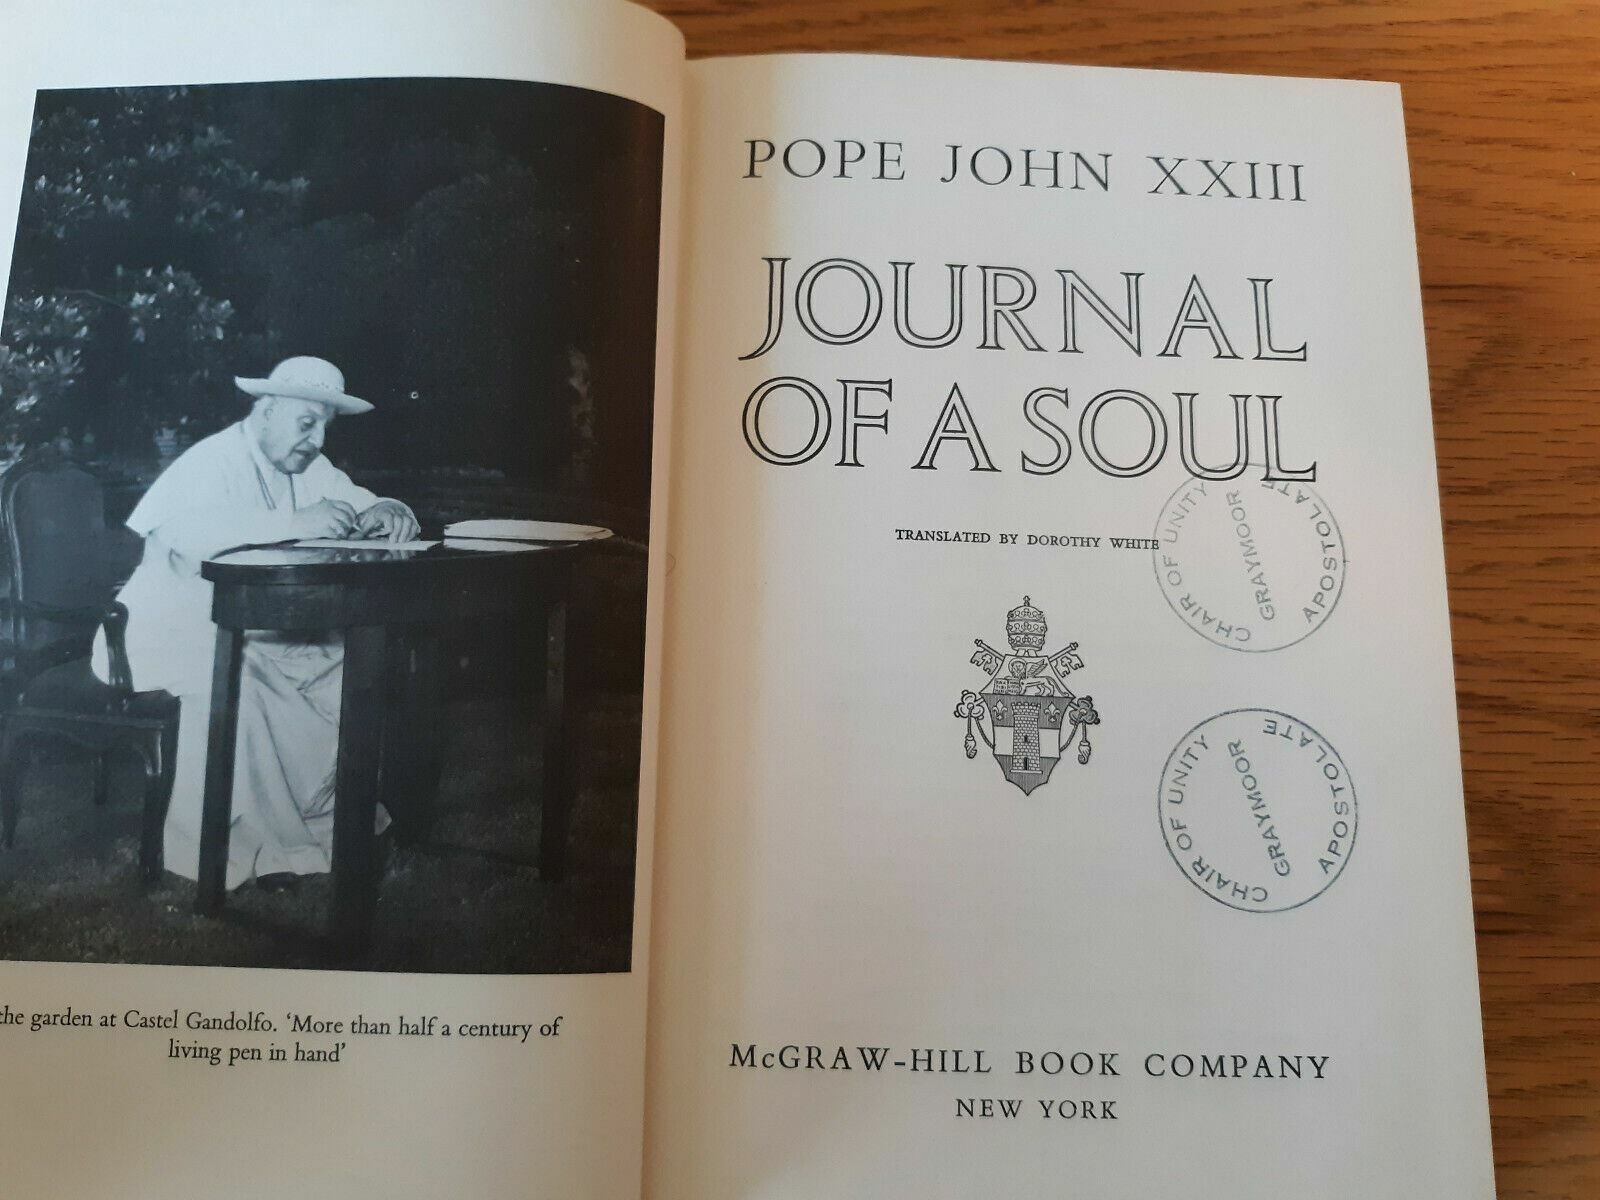 the garden at Castel Gandolfo. 'More than half a century of
living pen in hand'
POPE JOHN XXIII
JOURNAL
OF A SOUL
TRANSLATED BY DOROTHY WHITE
CHAIR OF UNITY
GRAYMOOR
APOSTOLATE
CHAIR OF UNITY
GRAYMOOR
APOSTOLATE
McGRAW-HILL BOOK COMPANY
NEW YORK